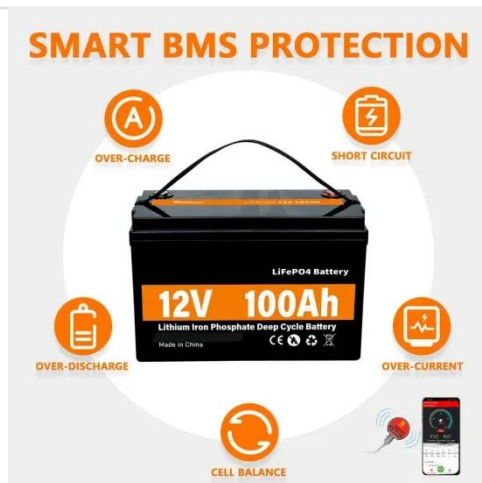 SMART BMS PROTECTION
OVER-CHARGE
SHORT CIRCUIT
LiFePO4 Battery
12V 100Ah
Lithium Iron Phosphate Deep Cycle Battery
Made in China
CE
OVER-DISCHARGE
OVER-CURRENT
CELL BALANCE